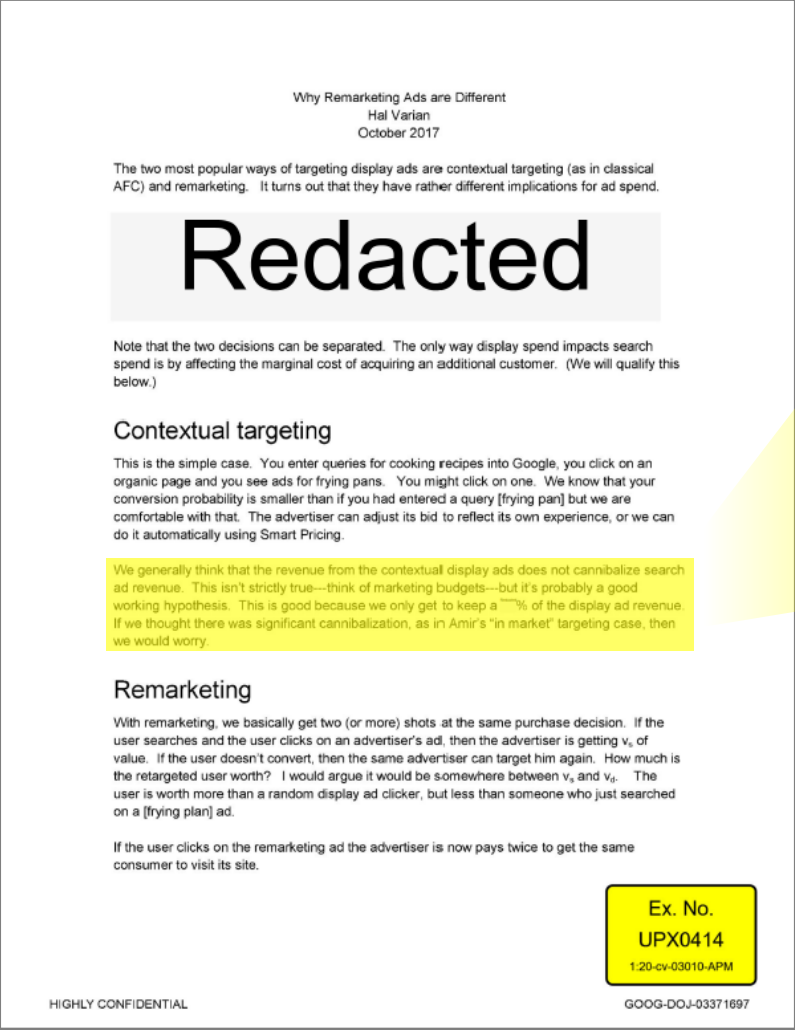 Why Remarketing Ads are Different
Hal Varian
October 2017
The two most popular ways of targeting display ads are contextual targeting (as in classical
AFC) and remarketing. It turns out that they have rather different implications for ad spend.
Redacted
Note that the two decisions can be separated. The only way display spend impacts search
spend is by affecting the marginal cost of acquiring an additional customer. (We will qualify this
below.)
Contextual targeting
This is the simple case. You enter queries for cooking recipes into Google, you click on an
organic page and you see ads for frying pans. You might click on one. We know that your
conversion probability is smaller than if you had entered a query [frying pan] but we are
comfortable with that. The advertiser can adjust its bid to reflect its own experience, or we can
do it automatically using Smart Pricing.
We generally think that the revenue from the contextual display ads does not cannibalize search
ad revenue. This isn't strictly true---think of marketing budgets---but it's probably a good
working hypothesis. This is good because we only get to keep a % of the display ad revenue.
If we thought there was significant cannibalization, as in Amir's "in market" targeting case, then
we would worry.
Remarketing
With remarketing, we basically get two (or more) shots at the same purchase decision. If the
user searches and the user clicks on an advertiser's ad, then the advertiser is getting vs of
value. If the user doesn't convert, then the same advertiser can target him again. How much is
the retargeted user worth? I would argue it would be somewhere between vs and vd. The
user is worth more than a random display ad clicker, but less than someone who just searched
on a [frying plan] ad.
If the user clicks on the remarketing ad the advertiser is now pays twice to get the same
consumer to visit its site.
Ex. No.
UPX0414
1:20-cv-03010-APM
HIGHLY CONFIDENTIAL
GOOG-DOJ-03371697